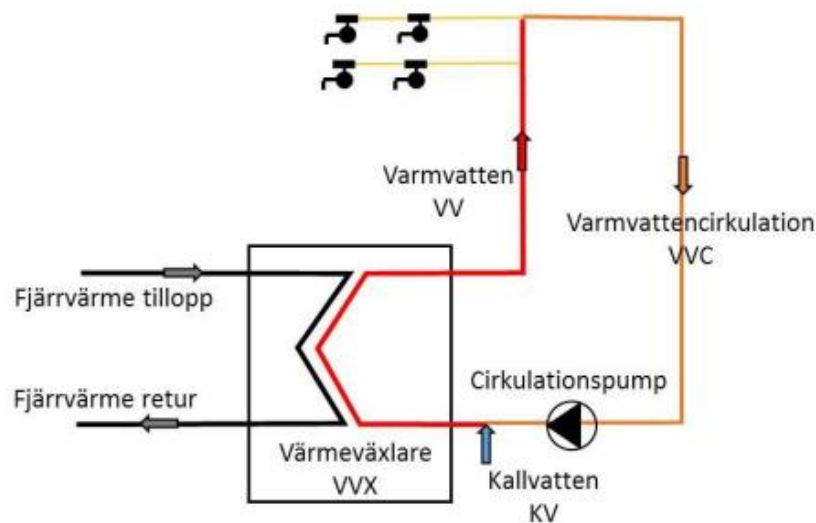 Varmvatten
VV
Varmvattencirkulation
VVC
Fjärrvärme tillopp
Fjärrvärme retur
Cirkulationspump
Värmeväxlare
VVX
Kallvatten
KV